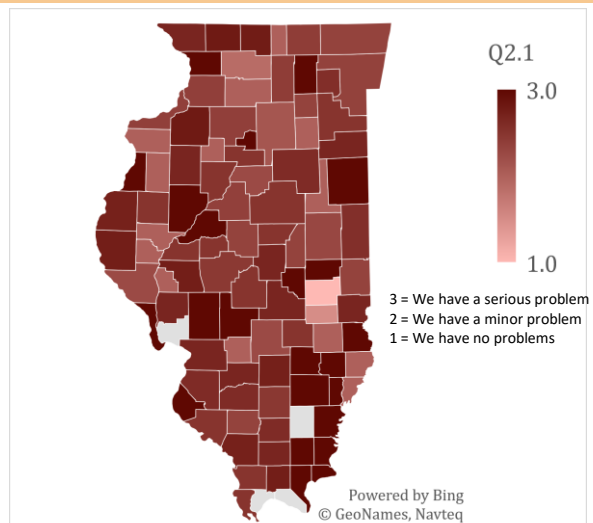 Q2.1
3.0
1.0
3 = We have a serious problem
2 = We have a minor problem
1 = We have no problems
Powered by Bing
© GeoNames, Navteq